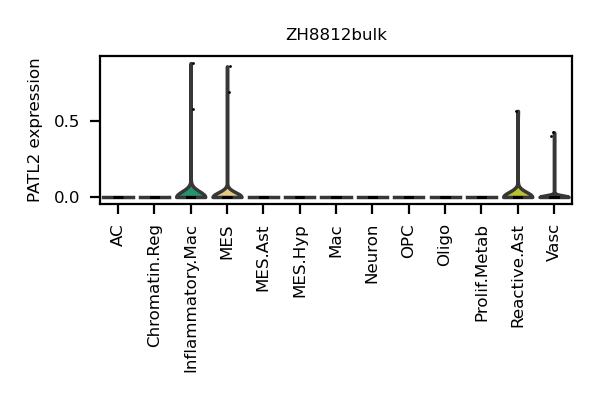 ZH8812bulk
PATL2 expression
0.5
0.0
AC
Chromatin.Reg
Inflammatory.Mac
MES
MES.Ast
MES.Hyp
Mac
Neuron
OPC
Oligo
Prolif.Metab
Reactive.Ast
Vasc